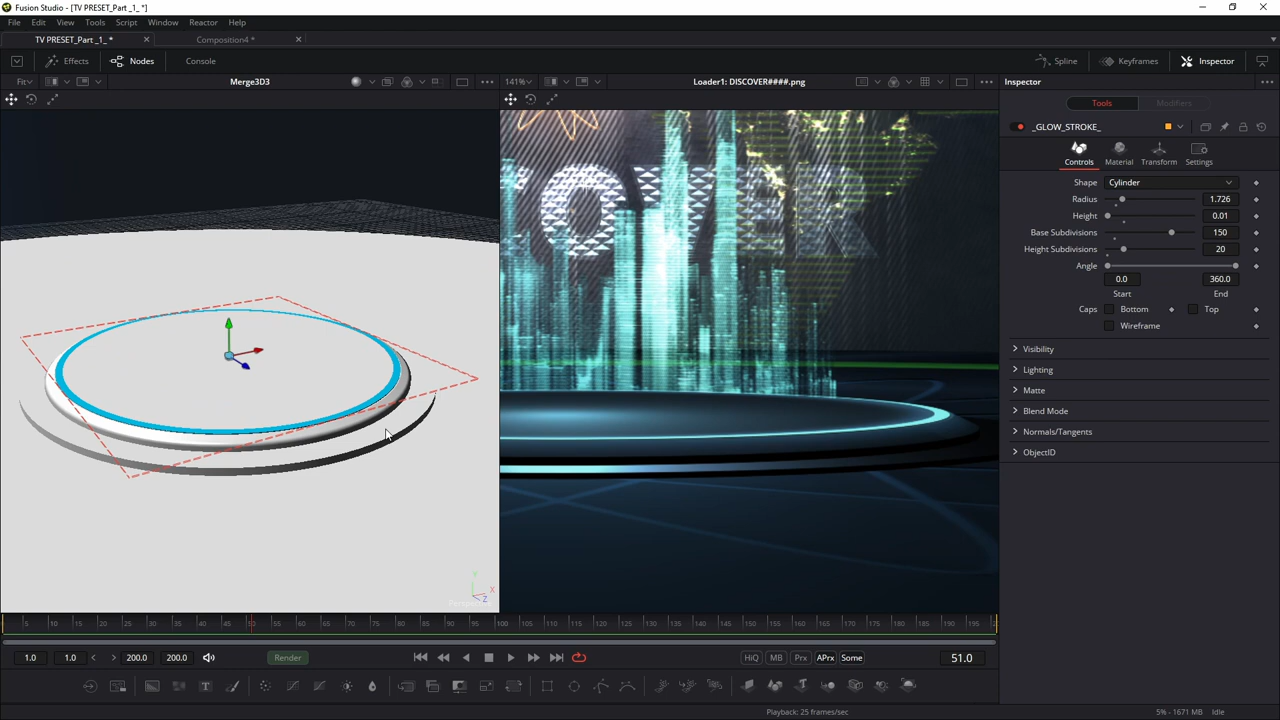 Fusion Studio - [TV PRESET_Part _1_ *]
File Edit View Tools Script Window Reactor Help
TV PRESET_Part _1_ * Composition4 *
Effects Nodes Console Spline Keyframes Inspector
Fit Merge3D3 141% Loader1: DISCOVER####.png Inspector
Tools Modifiers
_GLOW_STROKE_
Controls Material Transform Settings
Shape Cylinder
Radius 1.726
Height 0.01
Base Subdivisions 150
Height Subdivisions 20
Angle
0.0 360.0
Start End
Caps Bottom Top
Wireframe
Visibility
Lighting
Matte
Blend Mode
Normals/Tangents
ObjectID
OVER
Y
X
Z
5 10 15 20 25 30 35 40 45 50 55 60 65 70 75 80 85 90 95 100 105 110 115 120 125 130 135 140 145 150 155 160 165 170 175 180 185 190 195
1.0 1.0 200.0 200.0 Render HiQ MB Prx APrx Some 51.0
Playback: 25 frames/sec 5% - 1671 MB Idle